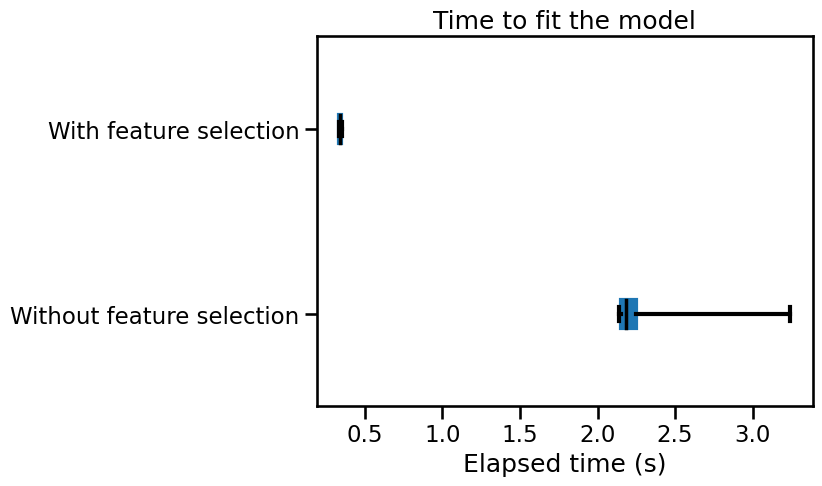 Time to fit the model
With feature selection
Without feature selection
0.5 1.0 1.5 2.0 2.5 3.0
Elapsed time (s)